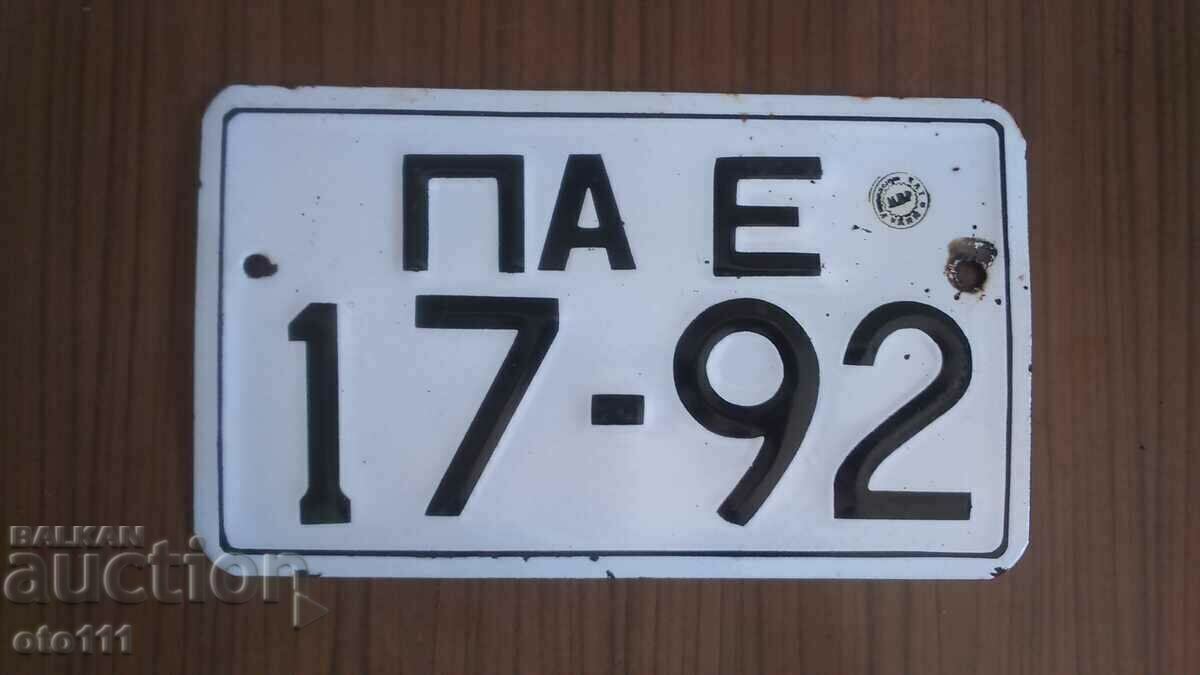 ПА Е
17-92
BALKAN
auction
oto111